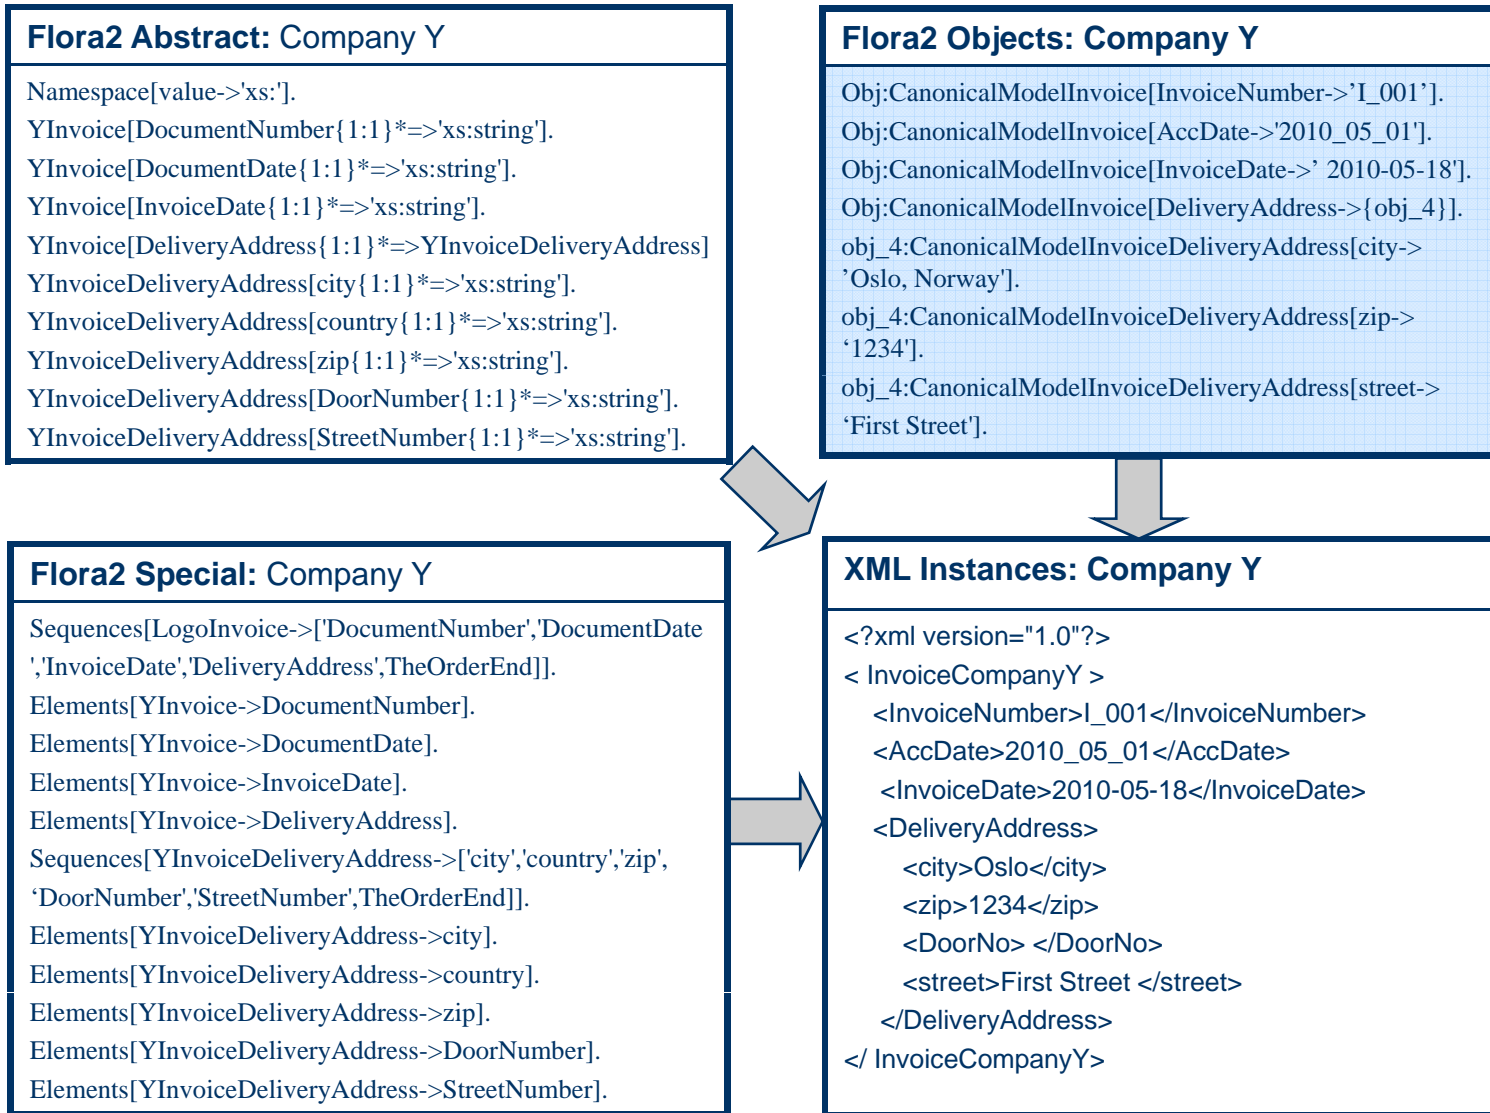 Flora2 Abstract: Company Y
Namespace[value->'xs:'].
YInvoice[DocumentNumber{1:1}*=>'xs:string'].
YInvoice[DocumentDate{1:1}*=>'xs:string'].
YInvoice[InvoiceDate{1:1}*=>'xs:string'].
YInvoice[DeliveryAddress{1:1}*=>YInvoiceDeliveryAddress]
YInvoiceDeliveryAddress[city{1:1}*=>'xs:string'].
YInvoiceDeliveryAddress[country{1:1}*=>'xs:string'].
YInvoiceDeliveryAddress[zip{1:1}*=>'xs:string'].
YInvoiceDeliveryAddress[DoorNumber{1:1}*=>'xs:string'].
YInvoiceDeliveryAddress[StreetNumber{1:1}*=>'xs:string'].
Flora2 Objects: Company Y
Obj:CanonicalModelInvoice[InvoiceNumber->’I_001’].
Obj:CanonicalModelInvoice[AccDate->'2010_05_01'].
Obj:CanonicalModelInvoice[InvoiceDate->’ 2010-05-18'].
Obj:CanonicalModelInvoice[DeliveryAddress->{obj_4}].
obj_4:CanonicalModelInvoiceDeliveryAddress[city->
’Oslo, Norway'].
obj_4:CanonicalModelInvoiceDeliveryAddress[zip->
‘1234'].
obj_4:CanonicalModelInvoiceDeliveryAddress[street->
‘First Street'].
Flora2 Special: Company Y
Sequences[LogoInvoice->['DocumentNumber','DocumentDate
','InvoiceDate','DeliveryAddress',TheOrderEnd]].
Elements[YInvoice->DocumentNumber].
Elements[YInvoice->DocumentDate].
Elements[YInvoice->InvoiceDate].
Elements[YInvoice->DeliveryAddress].
Sequences[YInvoiceDeliveryAddress->['city','country','zip',
‘DoorNumber','StreetNumber',TheOrderEnd]].
Elements[YInvoiceDeliveryAddress->city].
Elements[YInvoiceDeliveryAddress->country].
Elements[YInvoiceDeliveryAddress->zip].
Elements[YInvoiceDeliveryAddress->DoorNumber].
Elements[YInvoiceDeliveryAddress->StreetNumber].
XML Instances: Company Y
<?xml version="1.0"?>
< InvoiceCompanyY >
<InvoiceNumber>I_001</InvoiceNumber>
<AccDate>2010_05_01</AccDate>
<InvoiceDate>2010-05-18</InvoiceDate>
<DeliveryAddress>
<city>Oslo</city>
<zip>1234</zip>
<DoorNo> </DoorNo>
<street>First Street </street>
</DeliveryAddress>
</ InvoiceCompanyY>